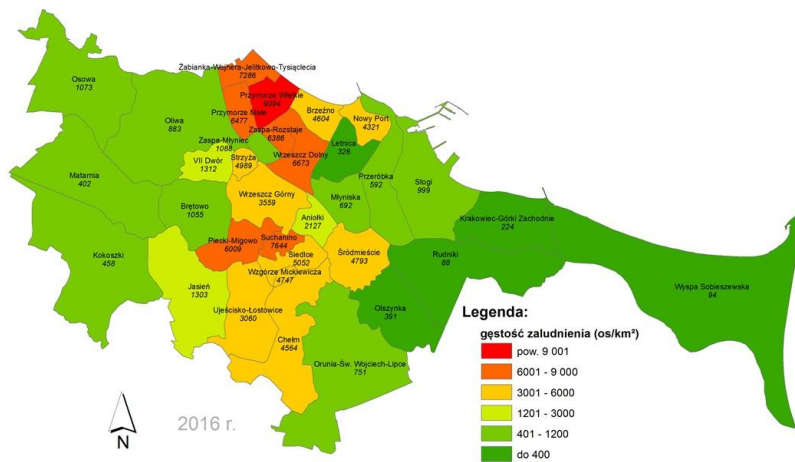 Żabianka-Wejhera-Jelitkowo-Tysiąclecia
7286
Osowa
1073
Przymorze Wielkie
9094
Brzeźno
4604
Nowy Port
4321
Przymorze Małe
6477
Oliwa
883
Zaspa-Rozstaje
6386
Zaspa-Młyniec
1088
Letnica
326
Wrzeszcz Dolny
6673
VII Dwór
1312
Strzyża
4989
Matarnia
402
Przeróbka
592
Stogi
999
Wrzeszcz Górny
3559
Młyniska
692
Brętowo
1055
Aniołki
2127
Krakowiec-Górki Zachodnie
224
Piecki-Migowo
6009
Suchanino
7644
Kokoszki
458
Siedlce
5052
Śródmieście
4793
Rudniki
88
Wzgórze Mickiewicza
4747
Jasień
1303
Wyspa Sobieszewska
94
Olszynka
391
Ujeścisko-Łostowice
3060
Chełm
4564
Orunia-Św. Wojciech-Lipce
751
Legenda:
gęstość zaludnienia (os/km²)
pow. 9 001
6001 - 9 000
3001 - 6000
1201 - 3000
401 - 1200
do 400
N
2016 r.